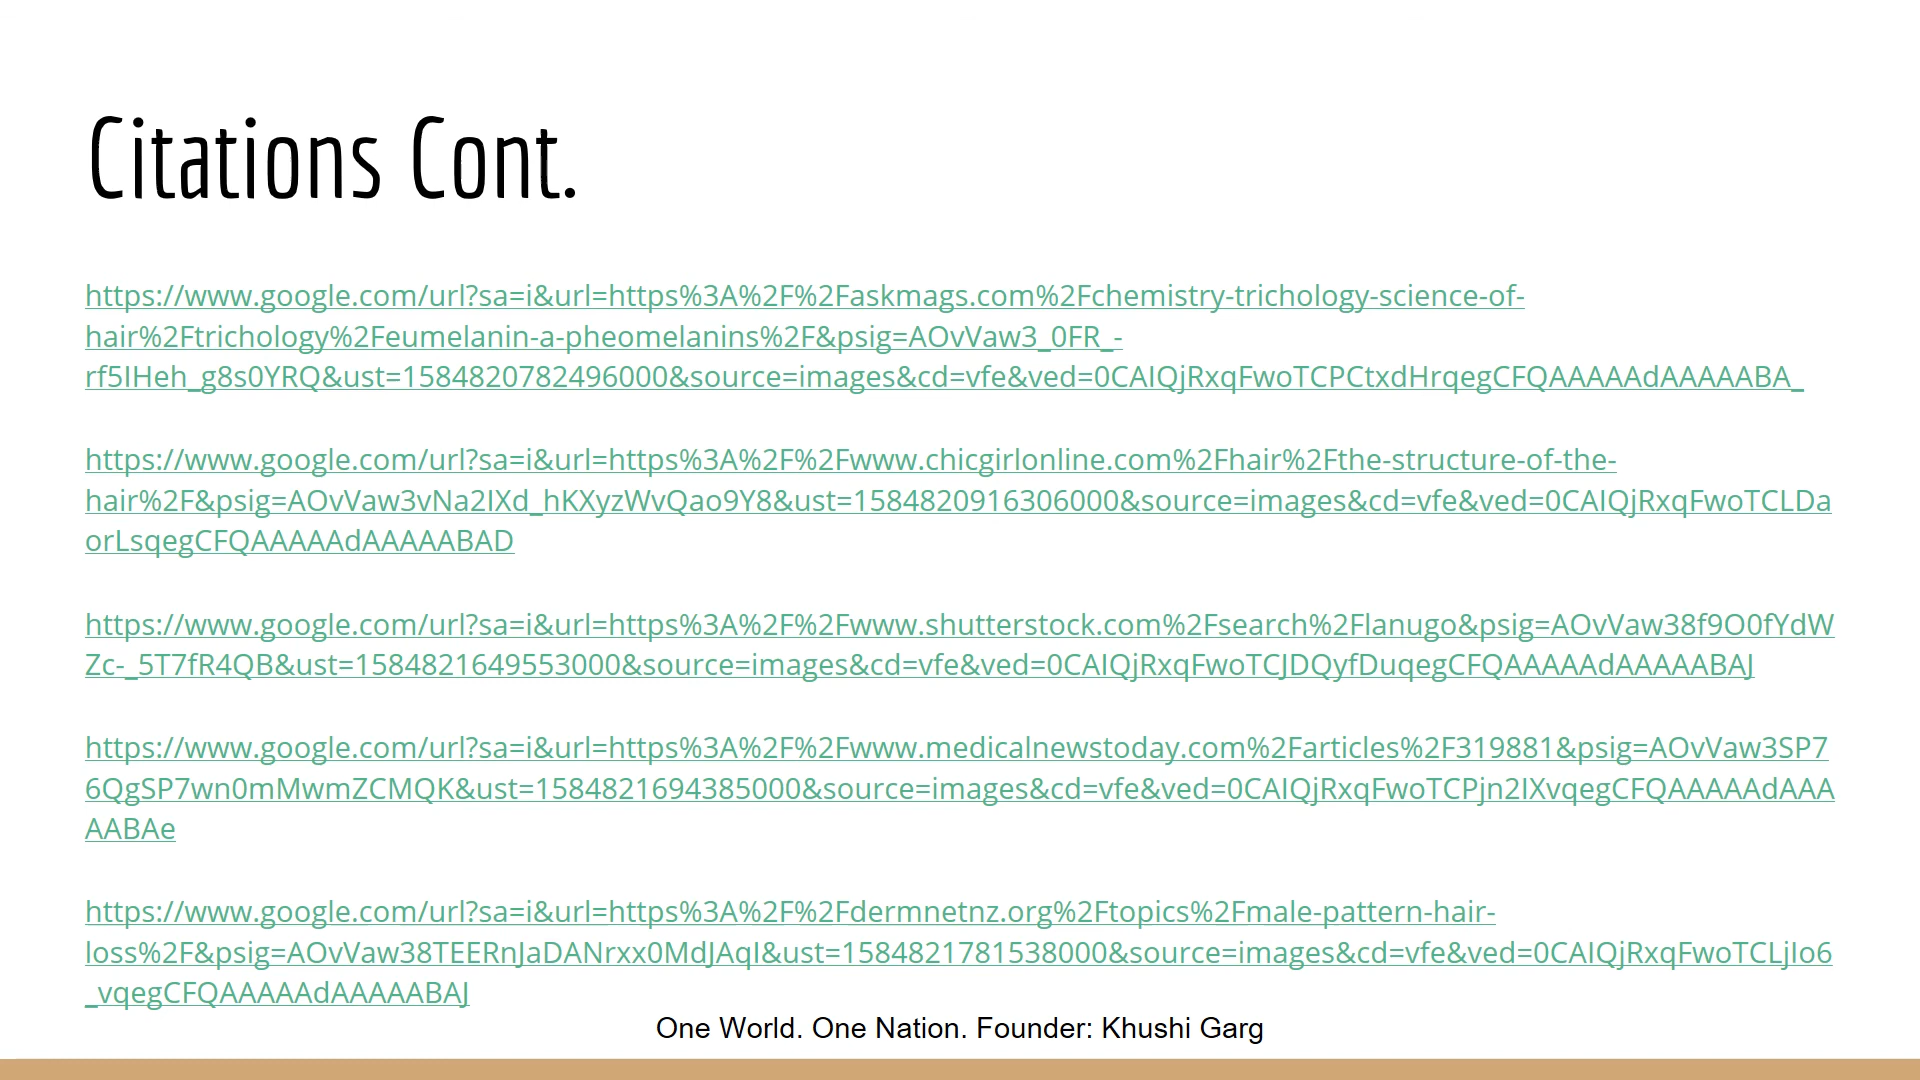 Citations Cont.
https://www.google.com/url?sa=i&url=https%3A%2F%2Faskmags.com%2Fchemistry-trichology-science-of-
hair%2Ftrichology%2Feumelanin-a-pheomelanins%2F&psig=AOvVaw3_0FR_-
rf5IHeh_g8s0YRQ&ust=1584820782496000&source=images&cd=vfe&ved=0CAIQjRxqFwoTCPCtxdHrqegCFQAAAAAdAAAAABA_
https://www.google.com/url?sa=i&url=https%3A%2F%2Fwww.chicgirlonline.com%2Fhair%2Fthe-structure-of-the-
hair%2F&psig=AOvVaw3vNa2IXd_hKXyzWvQao9Y8&ust=1584820916306000&source=images&cd=vfe&ved=0CAIQjRxqFwoTCLDa
orLsqegCFQAAAAAdAAAAABAD
https://www.google.com/url?sa=i&url=https%3A%2F%2Fwww.shutterstock.com%2Fsearch%2Flanugo&psig=AOvVaw38f9O0fYdW
Zc-_5T7fR4QB&ust=1584821649553000&source=images&cd=vfe&ved=0CAIQjRxqFwoTCJDQyfDuqegCFQAAAAAdAAAAABAJ
https://www.google.com/url?sa=i&url=https%3A%2F%2Fwww.medicalnewstoday.com%2Farticles%2F319881&psig=AOvVaw3SP7
6QgSP7wn0mMwmZCMQK&ust=1584821694385000&source=images&cd=vfe&ved=0CAIQjRxqFwoTCPjn2IXvqegCFQAAAAAdAAA
AABAe
https://www.google.com/url?sa=i&url=https%3A%2F%2Fdermnetnz.org%2Ftopics%2Fmale-pattern-hair-
loss%2F&psig=AOvVaw38TEERnJaDANrxx0MdJAqI&ust=1584821781538000&source=images&cd=vfe&ved=0CAIQjRxqFwoTCLjIo6
_vqegCFQAAAAAdAAAAABAJ
One World. One Nation. Founder: Khushi Garg